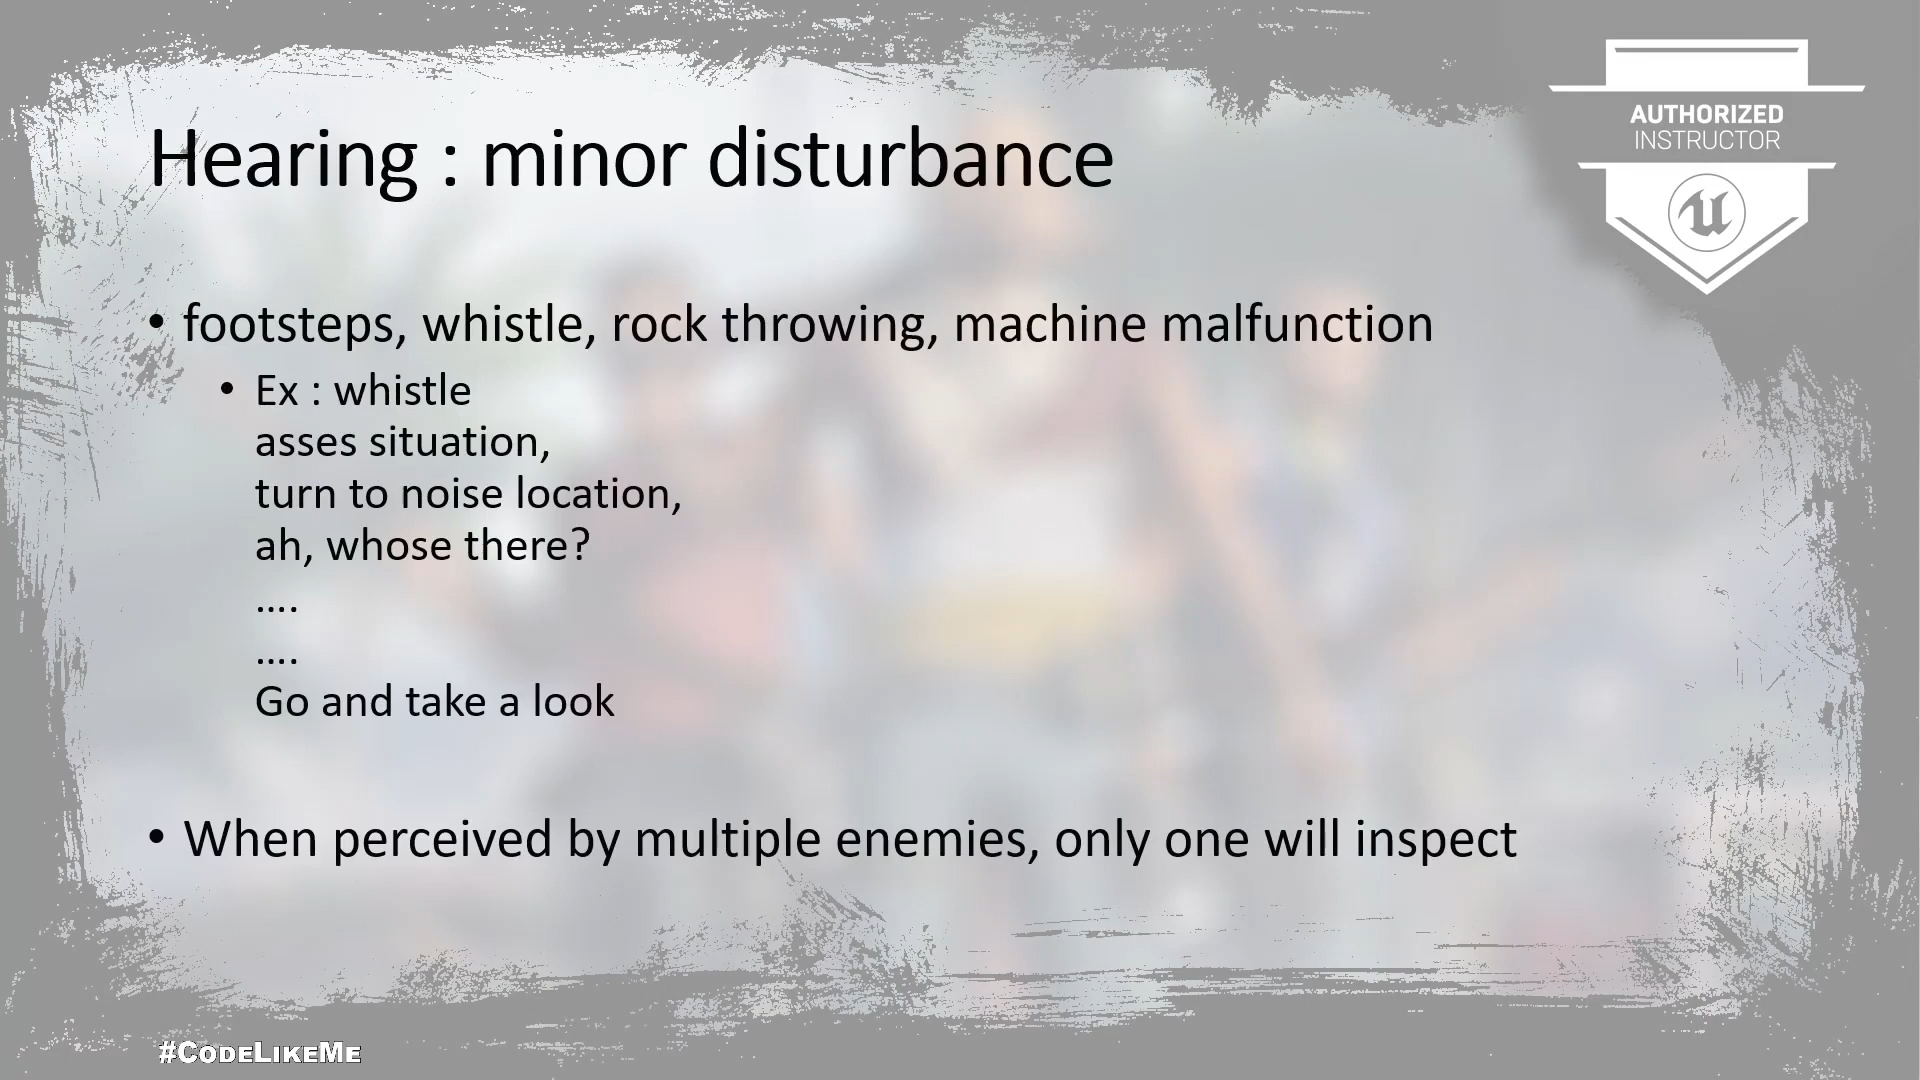 AUTHORIZED
INSTRUCTOR
Hearing : minor disturbance
• footsteps, whistle, rock throwing, machine malfunction
• Ex : whistle
asses situation,
turn to noise location,
ah, whose there?
....
....
Go and take a look
• When perceived by multiple enemies, only one will inspect
#CODELIKEME